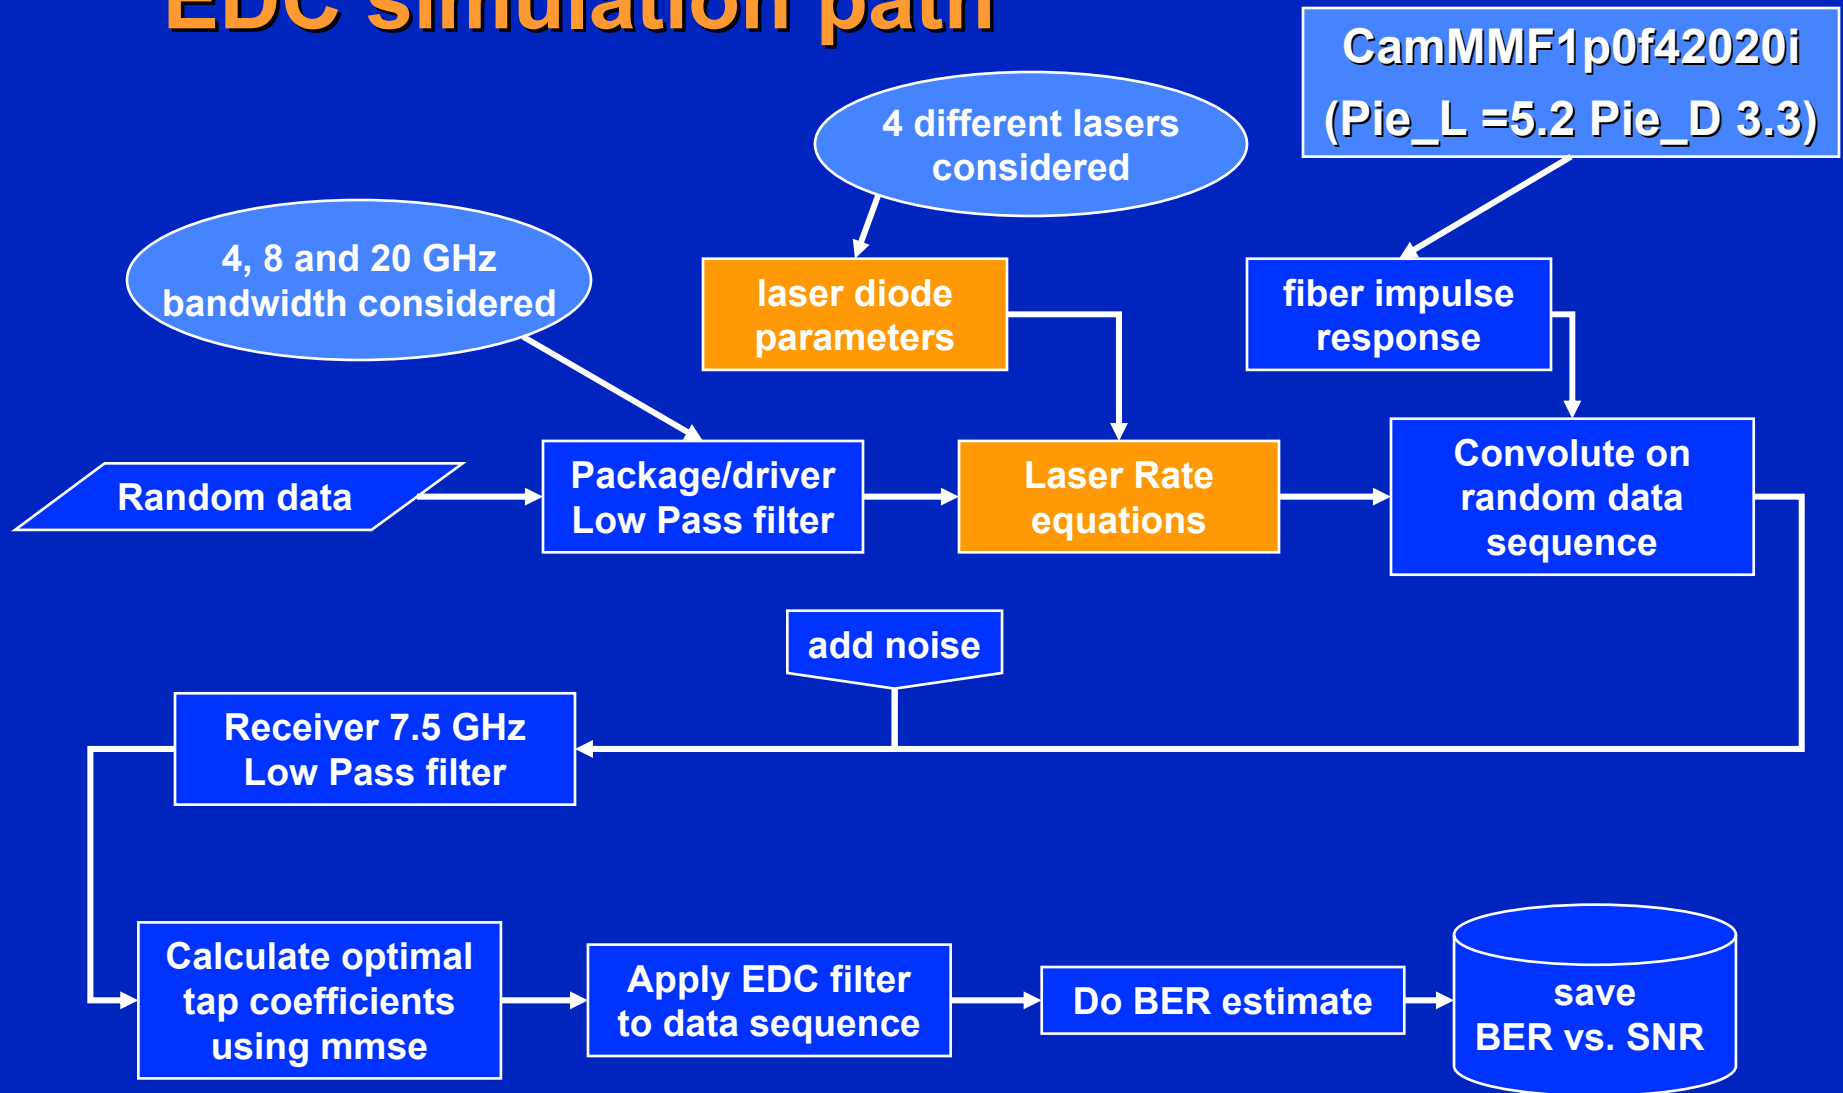 EDC simulation path
CamMMF1p0f42020i
(Pie_L =5.2 Pie_D 3.3)
4 different lasers
considered
4, 8 and 20 GHz
bandwidth considered
laser diode
parameters
fiber impulse
response
Random data
Package/driver
Low Pass filter
Laser Rate
equations
Convolute on
random data
sequence
add noise
Receiver 7.5 GHz
Low Pass filter
Calculate optimal
tap coefficients
using mmse
Apply EDC filter
to data sequence
Do BER estimate
save
BER vs. SNR